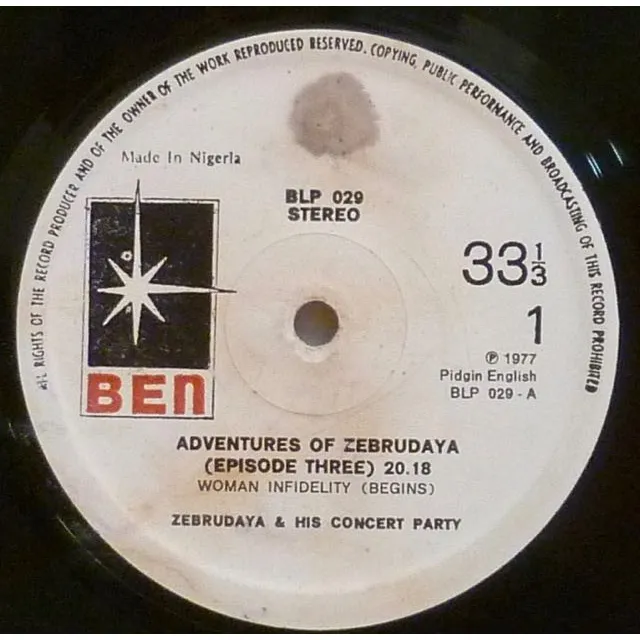 ALL RIGHTS OF THE RECORD PRODUCER AND OF THE OWNER OF THE WORK REPRODUCED RESERVED. COPYING, PUBLIC PERFORMANCE AND BROADCASTING OF THIS RECORD PROHIBITED
Made In Nigeria
BLP 029
STEREO
33⅓
1
BEN
℗ 1977
Pidgin English
BLP 029 - A
ADVENTURES OF ZEBRUDAYA
(EPISODE THREE) 20.18
WOMAN INFIDELITY (BEGINS)
ZEBRUDAYA & HIS CONCERT PARTY